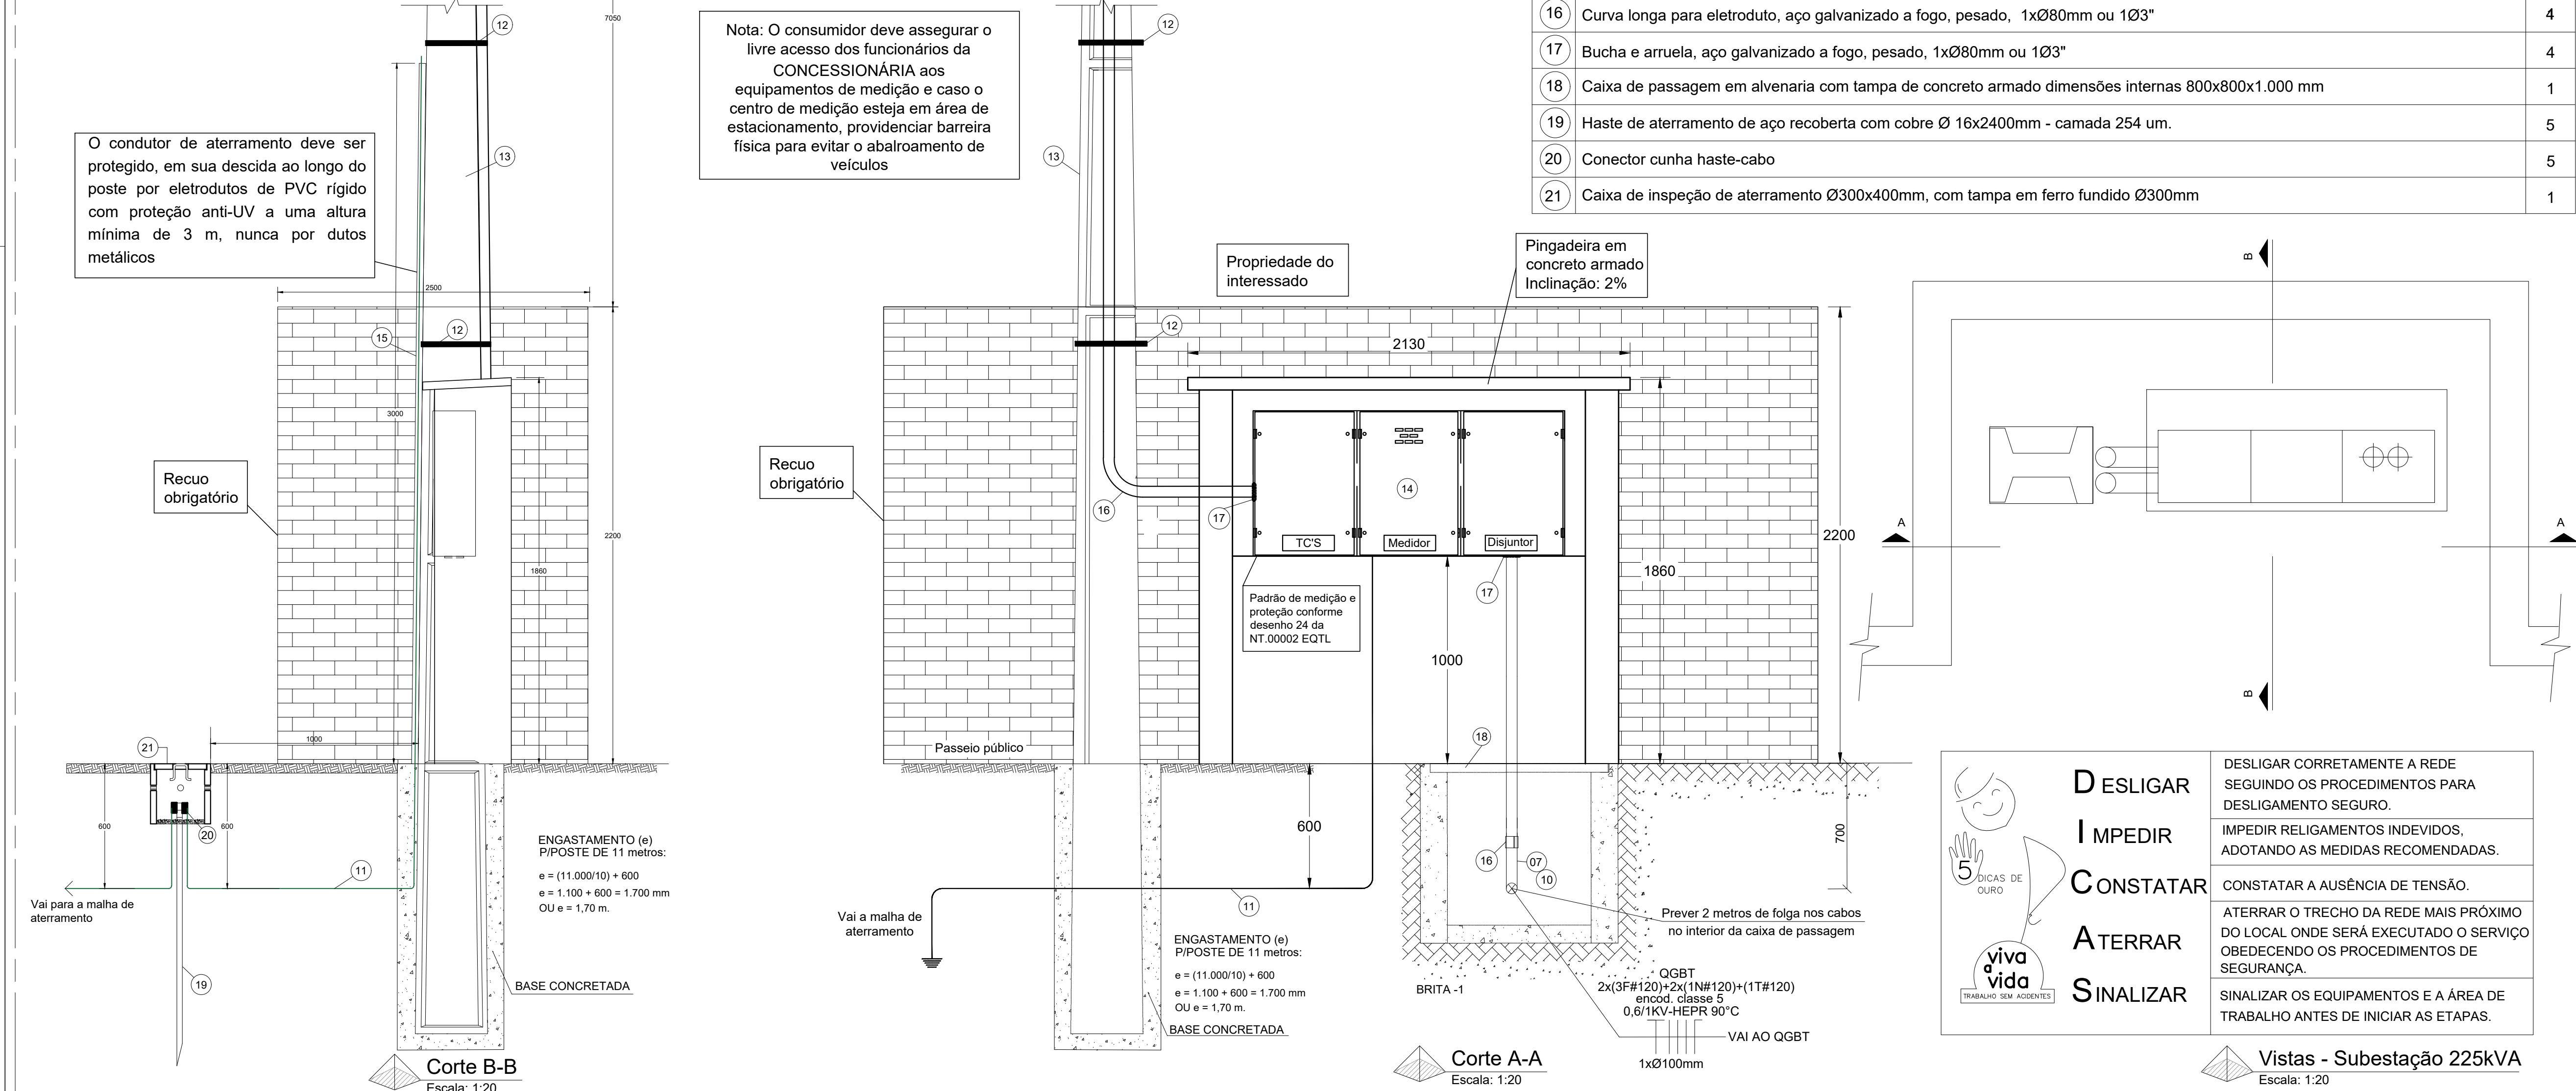 16 Curva longa para eletroduto, aço galvanizado a fogo, pesado, 1xØ80mm ou 1Ø3" 4
17 Bucha e arruela, aço galvanizado a fogo, pesado, 1xØ80mm ou 1Ø3" 4
18 Caixa de passagem em alvenaria com tampa de concreto armado dimensões internas 800x800x1.000 mm 1
19 Haste de aterramento de aço recoberta com cobre Ø 16x2400mm - camada 254 um. 5
20 Conector cunha haste-cabo 5
21 Caixa de inspeção de aterramento Ø300x400mm, com tampa em ferro fundido Ø300mm 1
7050
12
O condutor de aterramento deve ser
protegido, em sua descida ao longo do
poste por eletrodutos de PVC rígido
com proteção anti-UV a uma altura
mínima de 3 m, nunca por dutos
metálicos
13
2500
15
12
3000
Recuo
obrigatório
2200
1860
21
1000
600
20
600
11
Vai para a malha de
aterramento
19
ENGASTAMENTO (e)
P/POSTE DE 11 metros:
e = (11.000/10) + 600
e = 1.100 + 600 = 1.700 mm
OU e = 1,70 m.
BASE CONCRETADA
Corte B-B
Escala: 1:20
Nota: O consumidor deve assegurar o
livre acesso dos funcionários da
CONCESSIONÁRIA aos
equipamentos de medição e caso o
centro de medição esteja em área de
estacionamento, providenciar barreira
física para evitar o abalroamento de
veículos
12
13
Propriedade do
interessado
Pingadeira em
concreto armado
Inclinação: 2%
12
2130
Recuo
obrigatório
16
17
14
TC'S
Medidor
Disjuntor
2200
1860
17
Padrão de medição e
proteção conforme
desenho 24 da
NT.00002 EQTL
1000
Passeio público
18
600
700
16
07
10
11
Vai a malha de
aterramento
Prever 2 metros de folga nos cabos
no interior da caixa de passagem
ENGASTAMENTO (e)
P/POSTE DE 11 metros:
e = (11.000/10) + 600
e = 1.100 + 600 = 1.700 mm
OU e = 1,70 m.
BASE CONCRETADA
BRITA -1
QGBT
2x(3F#120)+2x(1N#120)+(1T#120)
encod. classe 5
0,6/1KV-HEPR 90°C
VAI AO QGBT
1xØ100mm
Corte A-A
Escala: 1:20
B
A
A
B
5 DICAS DE
OURO
viva
a
vida
TRABALHO SEM ACIDENTES
DESLIGAR
DESLIGAR CORRETAMENTE A REDE
SEGUINDO OS PROCEDIMENTOS PARA
DESLIGAMENTO SEGURO.
IMPEDIR
IMPEDIR RELIGAMENTOS INDEVIDOS,
ADOTANDO AS MEDIDAS RECOMENDADAS.
CONSTATAR
CONSTATAR A AUSÊNCIA DE TENSÃO.
ATERRAR
ATERRAR O TRECHO DA REDE MAIS PRÓXIMO
DO LOCAL ONDE SERÁ EXECUTADO O SERVIÇO
OBEDECENDO OS PROCEDIMENTOS DE
SEGURANÇA.
SINALIZAR
SINALIZAR OS EQUIPAMENTOS E A ÁREA DE
TRABALHO ANTES DE INICIAR AS ETAPAS.
Vistas - Subestação 225kVA
Escala: 1:20